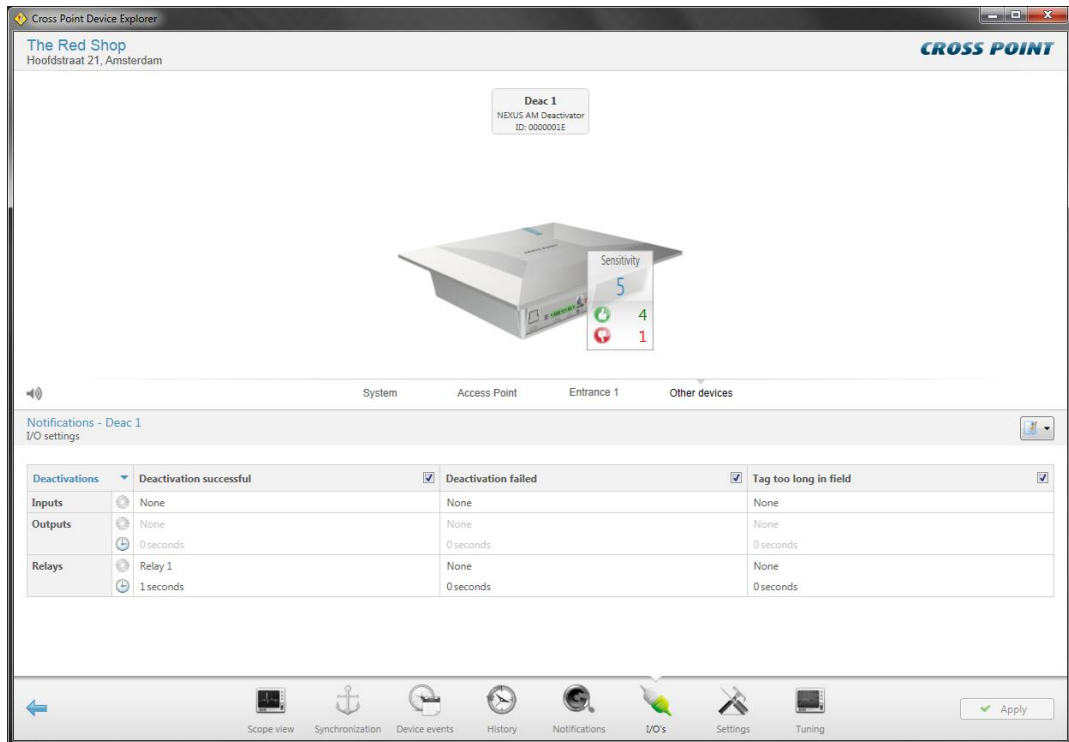 Cross Point Device Explorer
The Red Shop
Hoofdstraat 21, Amsterdam
CROSS POINT
Deac 1
NEXUS AM Deactivator
ID: 0000001E
Sensitivity
5
4
1
System Access Point Entrance 1 Other devices
Notifications - Deac 1
I/O settings
Deactivations Deactivation successful Deactivation failed Tag too long in field
Inputs None None None
Outputs None None None
0 seconds 0 seconds 0 seconds
Relays Relay 1 None None
1 seconds 0 seconds 0 seconds
Scope view Synchronization Device events History Notifications I/O's Settings Tuning
Apply